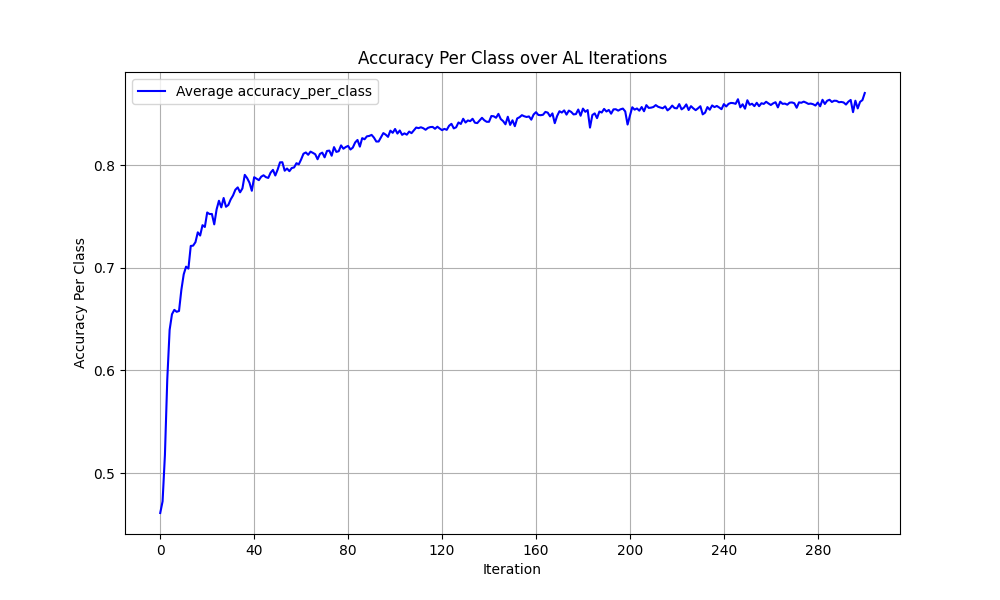 Accuracy Per Class over AL Iterations
Average accuracy_per_class
Accuracy Per Class
0.8
0.7
0.6
0.5
0 40 80 120 160 200 240 280
Iteration